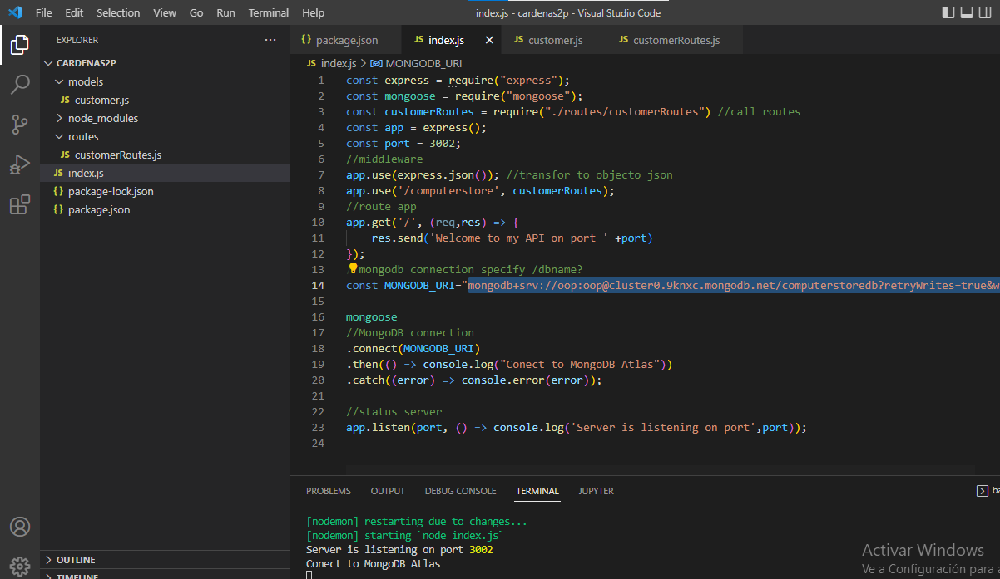 File Edit Selection View Go Run Terminal Help
index.js - cardenas2p - Visual Studio Code
EXPLORER
CARDENAS2P
models
JS customer.js
node_modules
routes
JS customerRoutes.js
JS index.js
{} package-lock.json
{} package.json
OUTLINE
TIMELINE
{} package.json JS index.js JS customer.js JS customerRoutes.js
JS index.js > MONGODB_URI
1 const express = require("express");
2 const mongoose = require("mongoose");
3 const customerRoutes = require("./routes/customerRoutes") //call routes
4 const app = express();
5 const port = 3002;
6 //middleware
7 app.use(express.json()); //transfor to objecto json
8 app.use('/computerstore', customerRoutes);
9 //route app
10 app.get('/', (req,res) => {
11 res.send('Welcome to my API on port ' +port)
12 });
13 /mongodb connection specify /dbname?
14 const MONGODB_URI="mongodb+srv://oop:oop@cluster0.9knxc.mongodb.net/computerstoredb?retryWrites=true&w
15
16 mongoose
17 //MongoDB connection
18 .connect(MONGODB_URI)
19 .then(() => console.log("Conect to MongoDB Atlas"))
20 .catch((error) => console.error(error));
21
22 //status server
23 app.listen(port, () => console.log('Server is listening on port',port));
24
PROBLEMS OUTPUT DEBUG CONSOLE TERMINAL JUPYTER
[nodemon] restarting due to changes...
[nodemon] starting `node index.js`
Server is listening on port 3002
Conect to MongoDB Atlas
Activar Windows
Ve a Configuración para